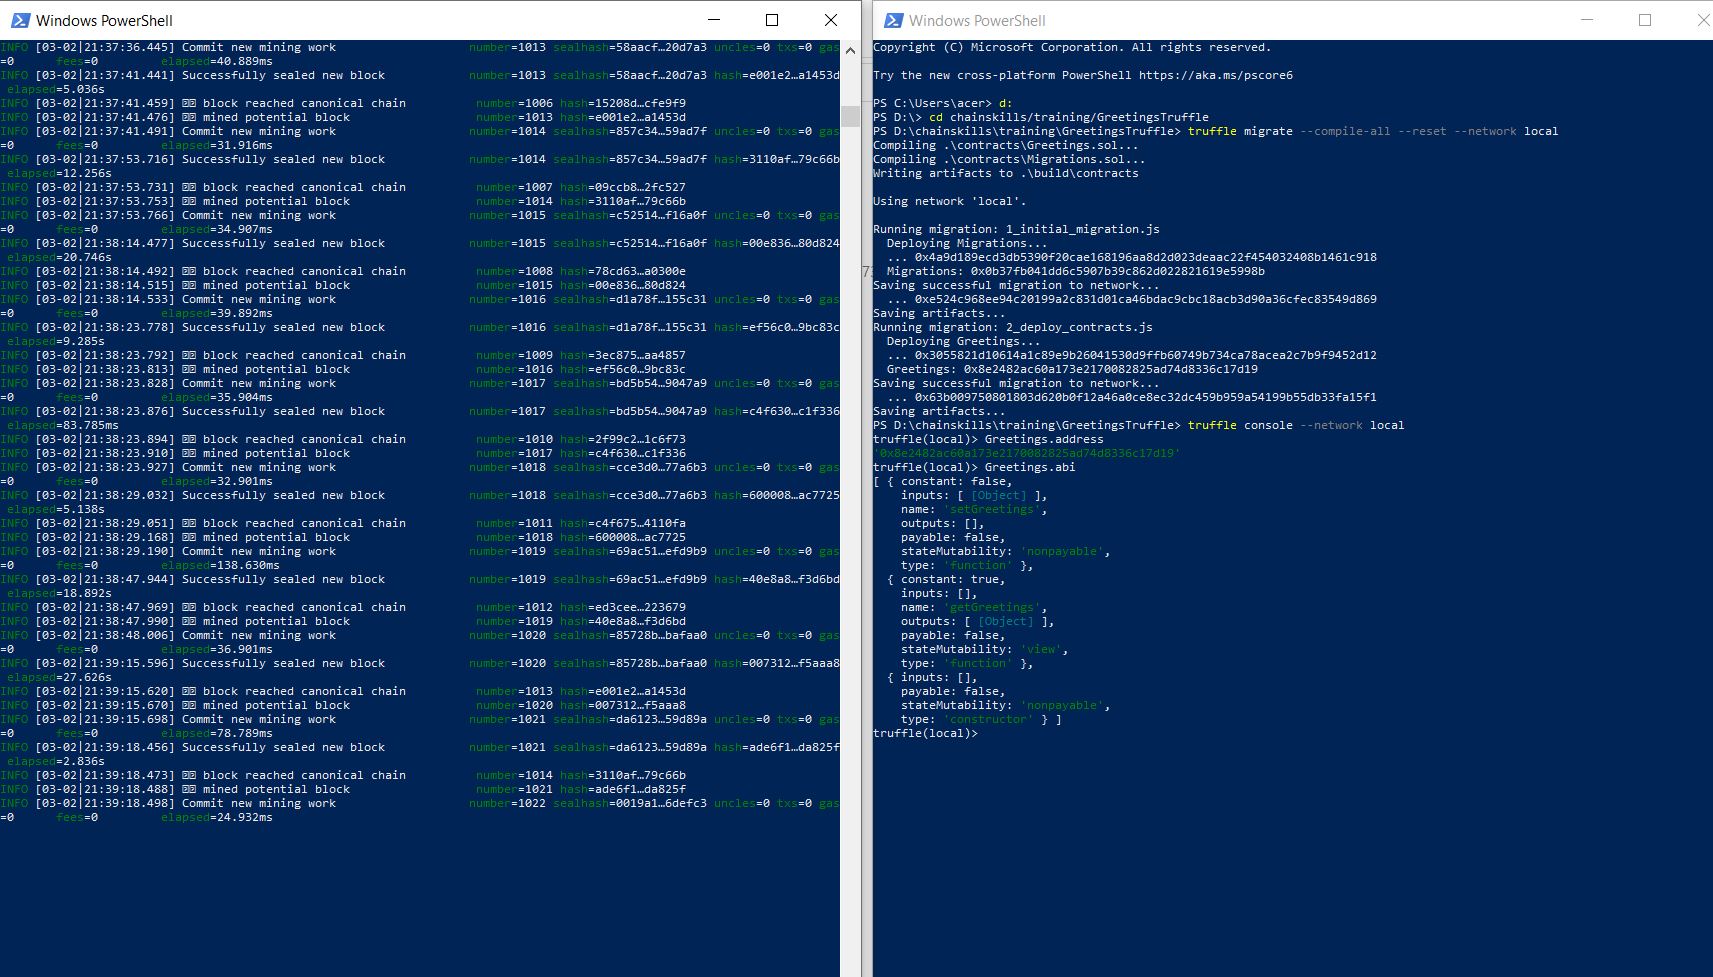 Windows PowerShell
INFO [03-02|21:37:36.445] Commit new mining work number=1013 sealhash=58aacf…20d7a3 uncles=0 txs=0 gas
=0 fees=0 elapsed=40.889ms
INFO [03-02|21:37:41.441] Successfully sealed new block number=1013 sealhash=58aacf…20d7a3 hash=e001e2…a1453d
elapsed=5.036s
INFO [03-02|21:37:41.459] block reached canonical chain number=1006 hash=15208d…cfe9f9
INFO [03-02|21:37:41.476] mined potential block number=1013 hash=e001e2…a1453d
INFO [03-02|21:37:41.491] Commit new mining work number=1014 sealhash=857c34…59ad7f uncles=0 txs=0 gas
=0 fees=0 elapsed=31.916ms
INFO [03-02|21:37:53.716] Successfully sealed new block number=1014 sealhash=857c34…59ad7f hash=3110af…79c66b
elapsed=12.256s
INFO [03-02|21:37:53.731] block reached canonical chain number=1007 hash=09ccb8…2fc527
INFO [03-02|21:37:53.753] mined potential block number=1014 hash=3110af…79c66b
INFO [03-02|21:37:53.766] Commit new mining work number=1015 sealhash=c52514…f16a0f uncles=0 txs=0 gas
=0 fees=0 elapsed=34.907ms
INFO [03-02|21:38:14.477] Successfully sealed new block number=1015 sealhash=c52514…f16a0f hash=00e836…80d824
elapsed=20.746s
INFO [03-02|21:38:14.492] block reached canonical chain number=1008 hash=78cd63…a0300e
INFO [03-02|21:38:14.515] mined potential block number=1015 hash=00e836…80d824
INFO [03-02|21:38:14.533] Commit new mining work number=1016 sealhash=d1a78f…155c31 uncles=0 txs=0 gas
=0 fees=0 elapsed=39.892ms
INFO [03-02|21:38:23.778] Successfully sealed new block number=1016 sealhash=d1a78f…155c31 hash=ef56c0…9bc83c
elapsed=9.285s
INFO [03-02|21:38:23.792] block reached canonical chain number=1009 hash=3ec875…aa4857
INFO [03-02|21:38:23.813] mined potential block number=1016 hash=ef56c0…9bc83c
INFO [03-02|21:38:23.828] Commit new mining work number=1017 sealhash=bd5b54…9047a9 uncles=0 txs=0 gas
=0 fees=0 elapsed=35.904ms
INFO [03-02|21:38:23.876] Successfully sealed new block number=1017 sealhash=bd5b54…9047a9 hash=c4f630…c1f336
elapsed=83.785ms
INFO [03-02|21:38:23.894] block reached canonical chain number=1010 hash=2f99c2…1c6f73
INFO [03-02|21:38:23.910] mined potential block number=1017 hash=c4f630…c1f336
INFO [03-02|21:38:23.927] Commit new mining work number=1018 sealhash=cce3d0…77a6b3 uncles=0 txs=0 gas
=0 fees=0 elapsed=32.901ms
INFO [03-02|21:38:29.032] Successfully sealed new block number=1018 sealhash=cce3d0…77a6b3 hash=600008…ac7725
elapsed=5.138s
INFO [03-02|21:38:29.051] block reached canonical chain number=1011 hash=c4f675…4110fa
INFO [03-02|21:38:29.168] mined potential block number=1018 hash=600008…ac7725
INFO [03-02|21:38:29.190] Commit new mining work number=1019 sealhash=69ac51…efd9b9 uncles=0 txs=0 gas
=0 fees=0 elapsed=138.630ms
INFO [03-02|21:38:47.944] Successfully sealed new block number=1019 sealhash=69ac51…efd9b9 hash=40e8a8…f3d6bd
elapsed=18.892s
INFO [03-02|21:38:47.969] block reached canonical chain number=1012 hash=ed3cee…223679
INFO [03-02|21:38:47.990] mined potential block number=1019 hash=40e8a8…f3d6bd
INFO [03-02|21:38:48.006] Commit new mining work number=1020 sealhash=85728b…bafaa0 uncles=0 txs=0 gas
=0 fees=0 elapsed=36.901ms
INFO [03-02|21:39:15.596] Successfully sealed new block number=1020 sealhash=85728b…bafaa0 hash=007312…f5aaa8
elapsed=27.626s
INFO [03-02|21:39:15.620] block reached canonical chain number=1013 hash=e001e2…a1453d
INFO [03-02|21:39:15.670] mined potential block number=1020 hash=007312…f5aaa8
INFO [03-02|21:39:15.698] Commit new mining work number=1021 sealhash=da6123…59d89a uncles=0 txs=0 gas
=0 fees=0 elapsed=78.789ms
INFO [03-02|21:39:18.456] Successfully sealed new block number=1021 sealhash=da6123…59d89a hash=ade6f1…da825f
elapsed=2.836s
INFO [03-02|21:39:18.473] block reached canonical chain number=1014 hash=3110af…79c66b
INFO [03-02|21:39:18.488] mined potential block number=1021 hash=ade6f1…da825f
INFO [03-02|21:39:18.498] Commit new mining work number=1022 sealhash=0019a1…6defc3 uncles=0 txs=0 gas
=0 fees=0 elapsed=24.932ms
Windows PowerShell
Copyright (C) Microsoft Corporation. All rights reserved.
Try the new cross-platform PowerShell https://aka.ms/pscore6
PS C:\Users\acer> d:
PS D:\> cd chainskills/training/GreetingsTruffle
PS D:\chainskills\training\GreetingsTruffle> truffle migrate --compile-all --reset --network local
Compiling .\contracts\Greetings.sol...
Compiling .\contracts\Migrations.sol...
Writing artifacts to .\build\contracts
Using network 'local'.
Running migration: 1_initial_migration.js
Deploying Migrations...
... 0x4a9d189ecd3db5390f20cae168196aa8d2d023deaac22f454032408b1461c918
Migrations: 0x0b37fb041dd6c5907b39c862d022821619e5998b
Saving successful migration to network...
... 0xe524c968ee94c20199a2c831d01ca46bdac9cbc18acb3d90a36cfec83549d869
Saving artifacts...
Running migration: 2_deploy_contracts.js
Deploying Greetings...
... 0x3055821d10614a1c89e9b26041530d9ffb60749b734ca78acea2c7b9f9452d12
Greetings: 0x8e2482ac60a173e2170082825ad74d8336c17d19
Saving successful migration to network...
... 0x63b009750801803d620b0f12a46a0ce8ec32dc459b959a54199b55db33fa15f1
Saving artifacts...
PS D:\chainskills\training\GreetingsTruffle> truffle console --network local
truffle(local)> Greetings.address
'0x8e2482ac60a173e2170082825ad74d8336c17d19'
truffle(local)> Greetings.abi
[ { constant: false,
inputs: [ [Object] ],
name: 'setGreetings',
outputs: [],
payable: false,
stateMutability: 'nonpayable',
type: 'function' },
{ constant: true,
inputs: [],
name: 'getGreetings',
outputs: [ [Object] ],
payable: false,
stateMutability: 'view',
type: 'function' },
{ inputs: [],
payable: false,
stateMutability: 'nonpayable',
type: 'constructor' } ]
truffle(local)>